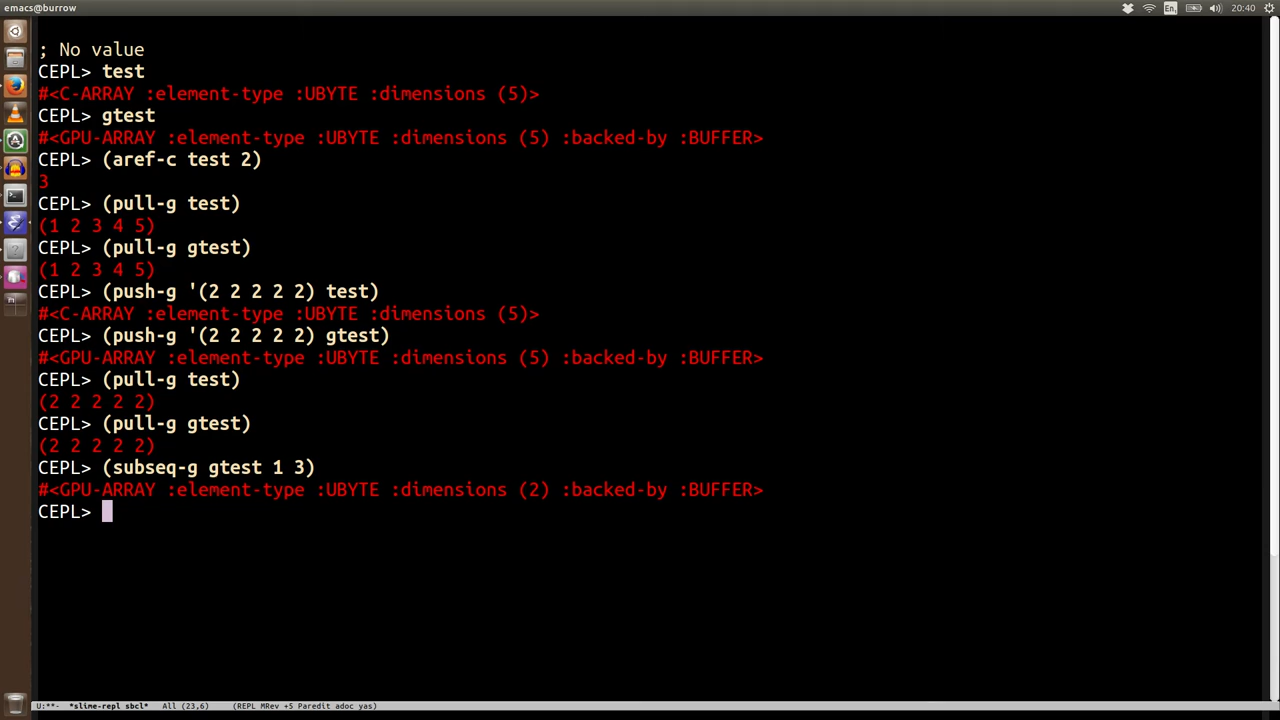 emacs@burrow
En
20:40
; No value
CEPL> test
#<C-ARRAY :element-type :UBYTE :dimensions (5)>
CEPL> gtest
#<GPU-ARRAY :element-type :UBYTE :dimensions (5) :backed-by :BUFFER>
CEPL> (aref-c test 2)
3
CEPL> (pull-g test)
(1 2 3 4 5)
CEPL> (pull-g gtest)
(1 2 3 4 5)
CEPL> (push-g '(2 2 2 2 2) test)
#<C-ARRAY :element-type :UBYTE :dimensions (5)>
CEPL> (push-g '(2 2 2 2 2) gtest)
#<GPU-ARRAY :element-type :UBYTE :dimensions (5) :backed-by :BUFFER>
CEPL> (pull-g test)
(2 2 2 2 2)
CEPL> (pull-g gtest)
(2 2 2 2 2)
CEPL> (subseq-g gtest 1 3)
#<GPU-ARRAY :element-type :UBYTE :dimensions (2) :backed-by :BUFFER>
CEPL>
U:**- *slime-repl sbcl* All (23,6) (REPL MRev +5 Paredit adoc yas)